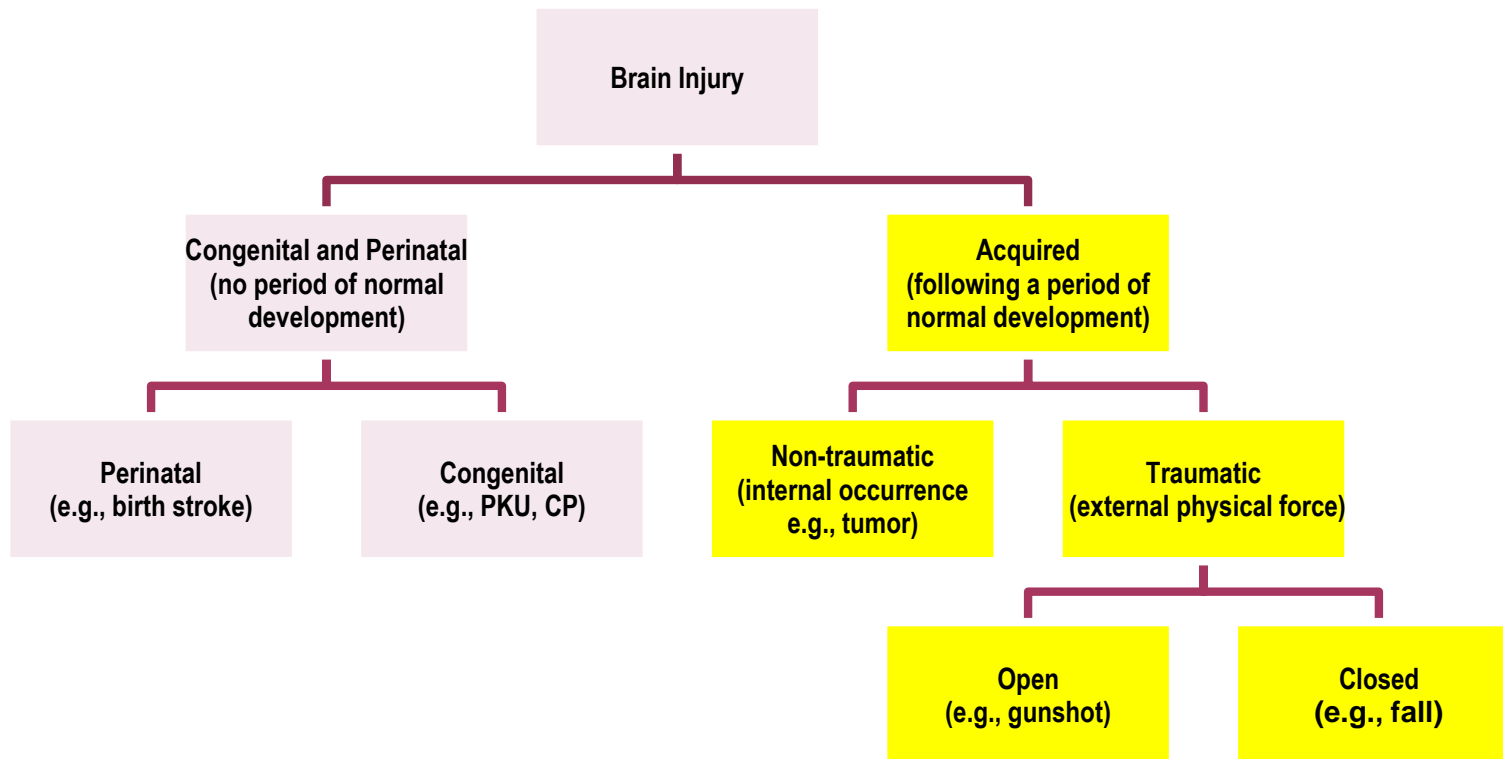 Brain Injury
Congenital and Perinatal
(no period of normal
development)
Acquired
(following a period of
normal development)
Perinatal
(e.g., birth stroke)
Congenital
(e.g., PKU, CP)
Non-traumatic
(internal occurrence
e.g., tumor)
Traumatic
(external physical force)
Open
(e.g., gunshot)
Closed
(e.g., fall)